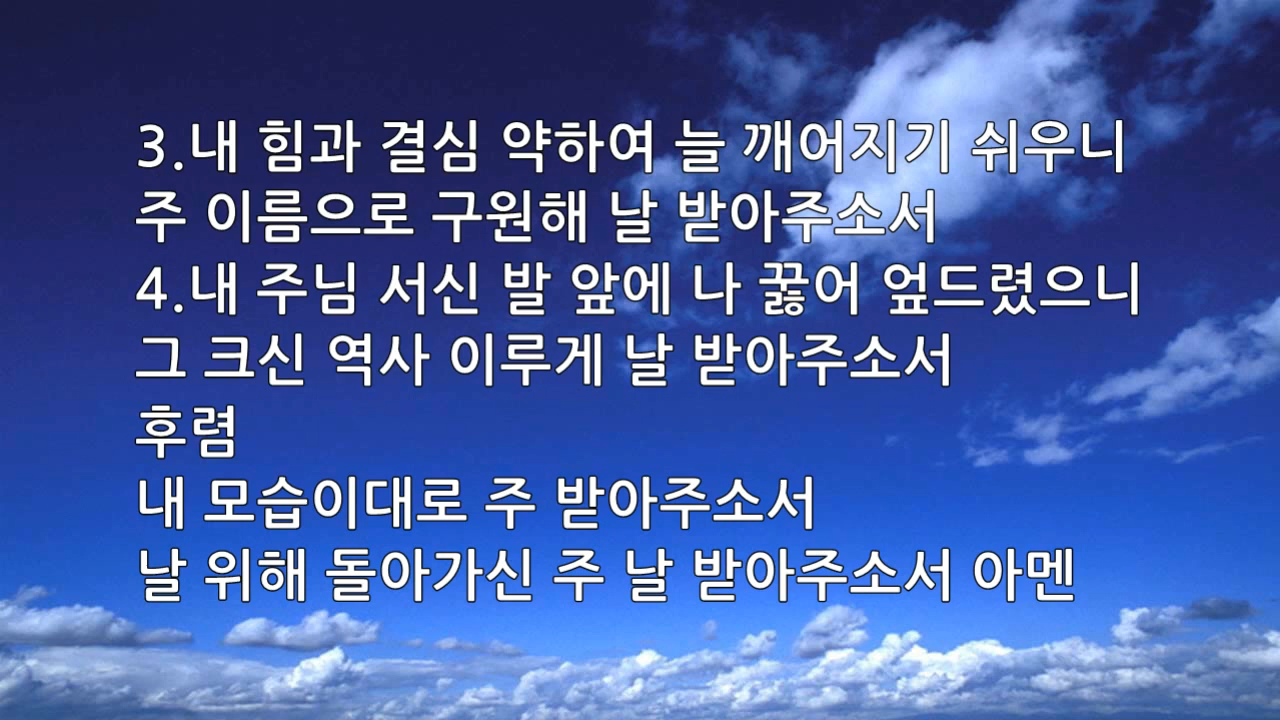 3.내 힘과 결심 약하여 늘 깨어지기 쉬우니
주 이름으로 구원해 날 받아주소서
4.내 주님 서신 발 앞에 나 꿇어 엎드렸으니
그 크신 역사 이루게 날 받아주소서
후렴
내 모습이대로 주 받아주소서
날 위해 돌아가신 주 날 받아주소서 아멘